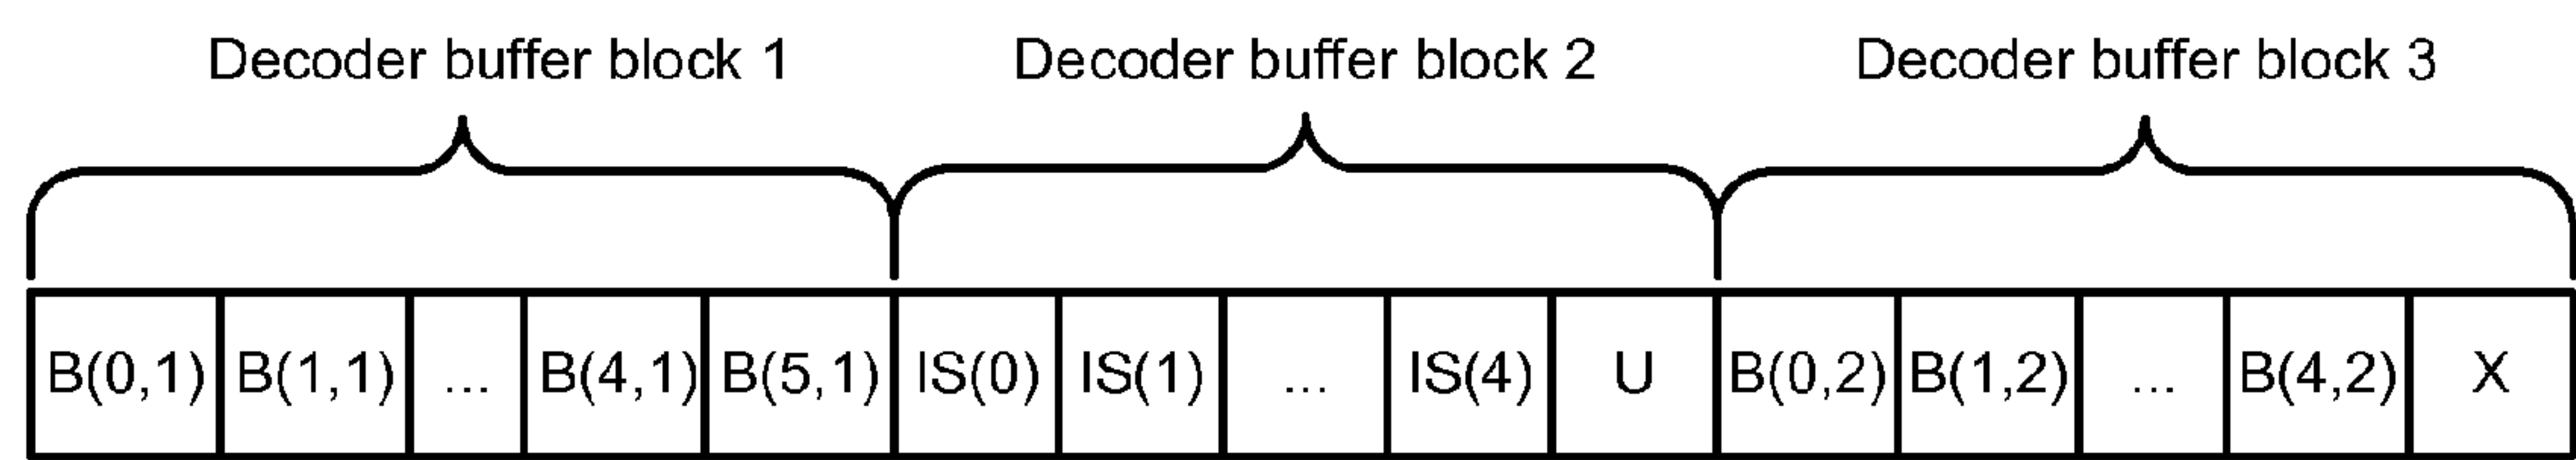 Decoder buffer block 1 Decoder buffer block 2 Decoder buffer block 3
B(0,1) B(1,1) ... B(4,1) B(5,1) IS(0) IS(1) ... IS(4) U B(0,2) B(1,2) ... B(4,2) X